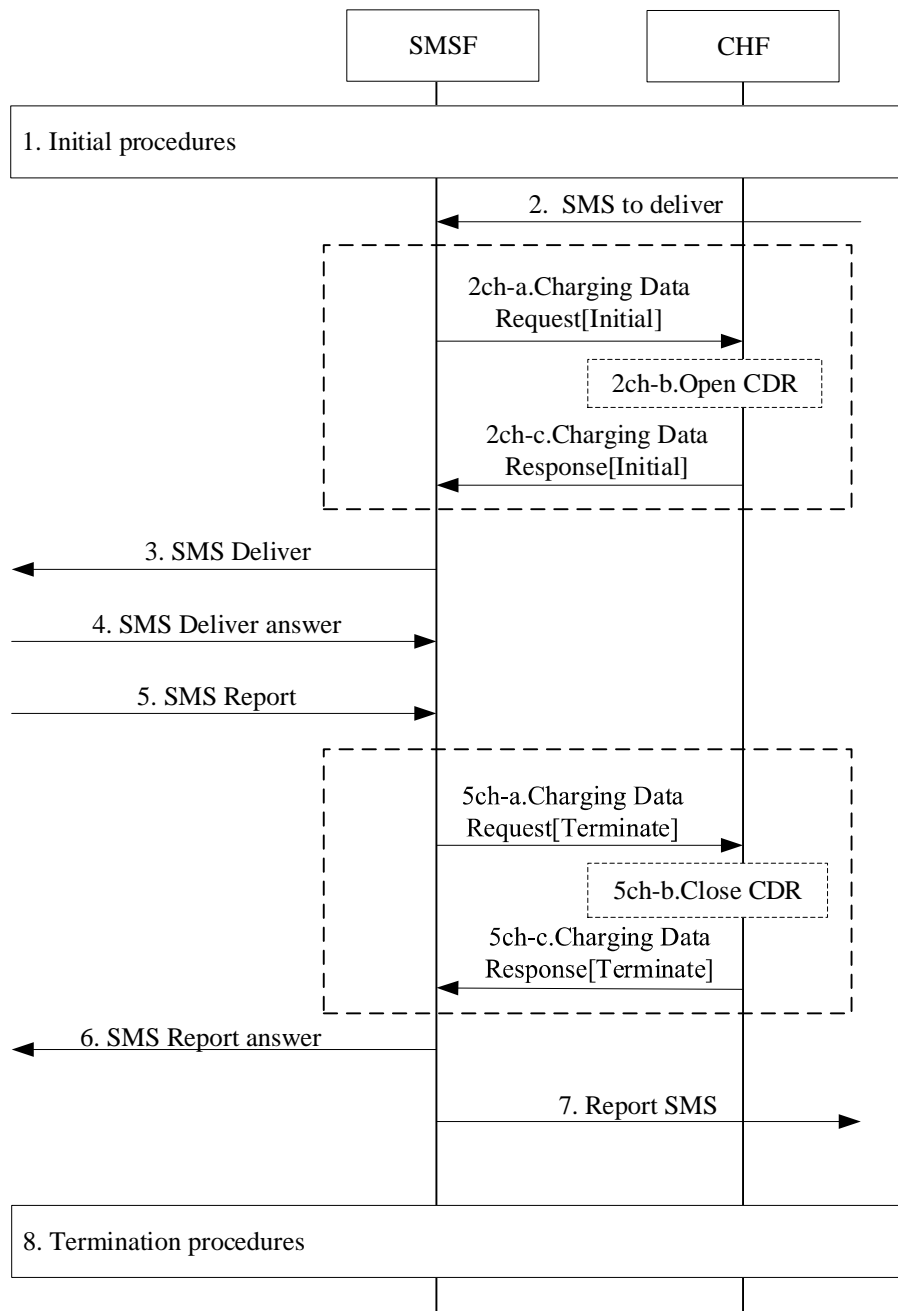 SMSF
CHF
1. Initial procedures
2.  SMS to deliver
2ch-a.Charging Data
Request[Initial]
2ch-b.Open CDR
2ch-c.Charging Data
Response[Initial]
3. SMS Deliver
4. SMS Deliver answer
5. SMS Report
5ch-a.Charging Data
Request[Terminate]
5ch-b.Close CDR
5ch-c.Charging Data
Response[Terminate]
6. SMS Report answer
7. Report SMS
8. Termination procedures